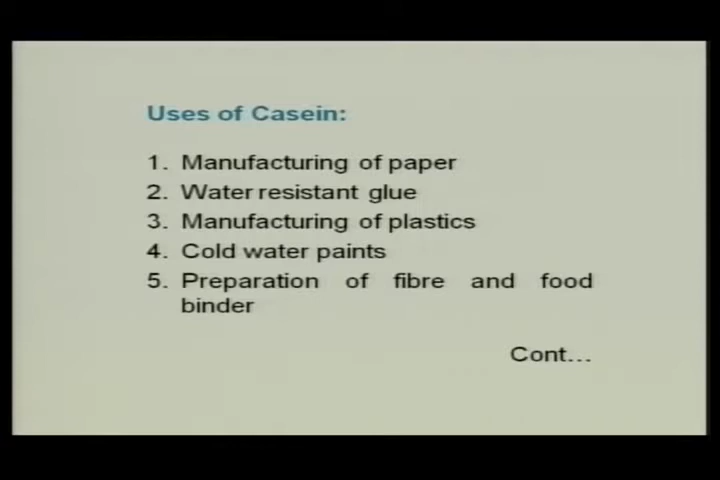 Uses of Casein:
1. Manufacturing of paper
2. Water resistant glue
3. Manufacturing of plastics
4. Cold water paints
5. Preparation of fibre and food
binder
Cont...